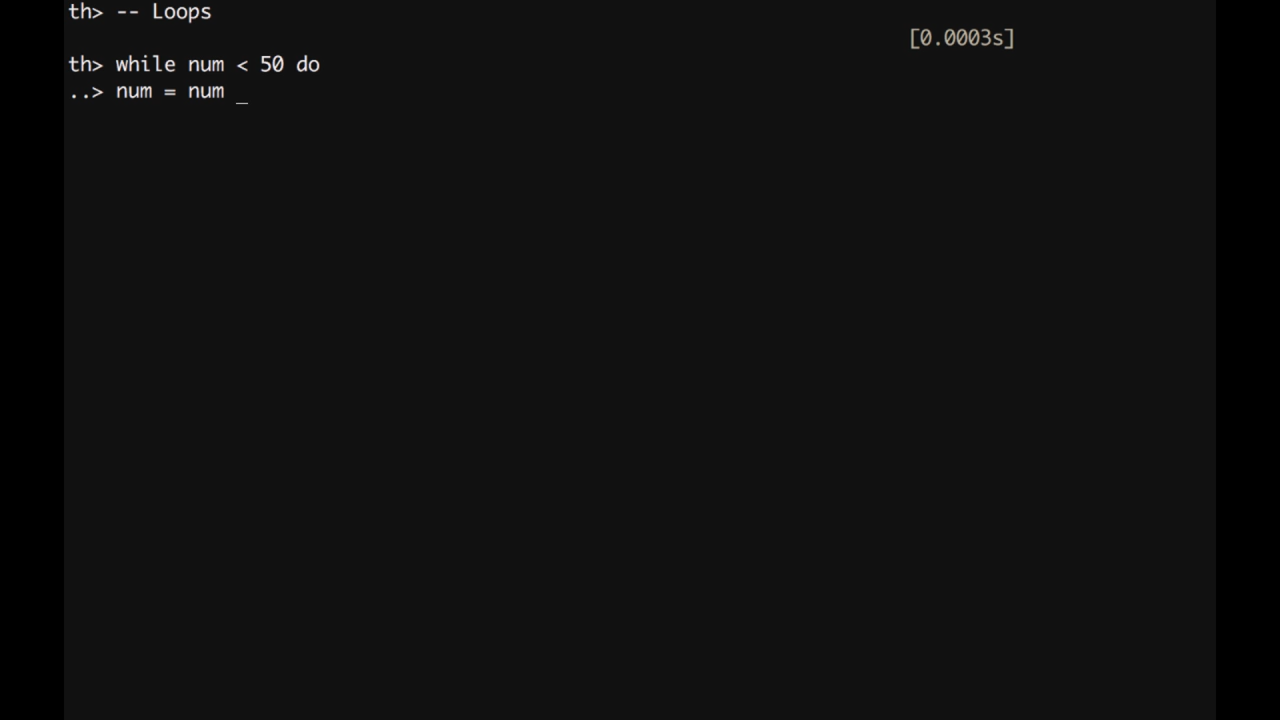 th> -- Loops
[0.0003s]
th> while num < 50 do
..> num = num _